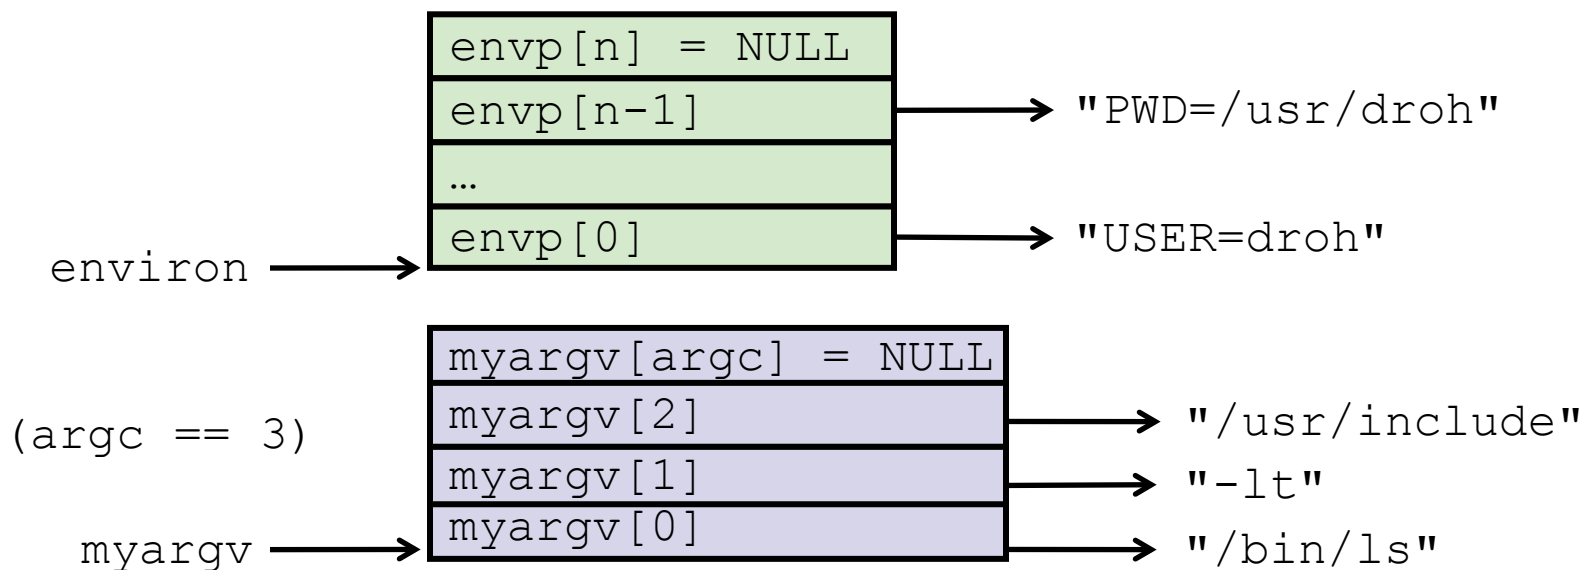 envp[n] = NULL
envp[n-1]
"PWD=/usr/droh"
…
envp[0]
"USER=droh"
environ
myargv[argc] = NULL
myargv[2]
"/usr/include"
(argc == 3)
myargv[1]
"-lt"
myargv[0]
"/bin/ls"
myargv